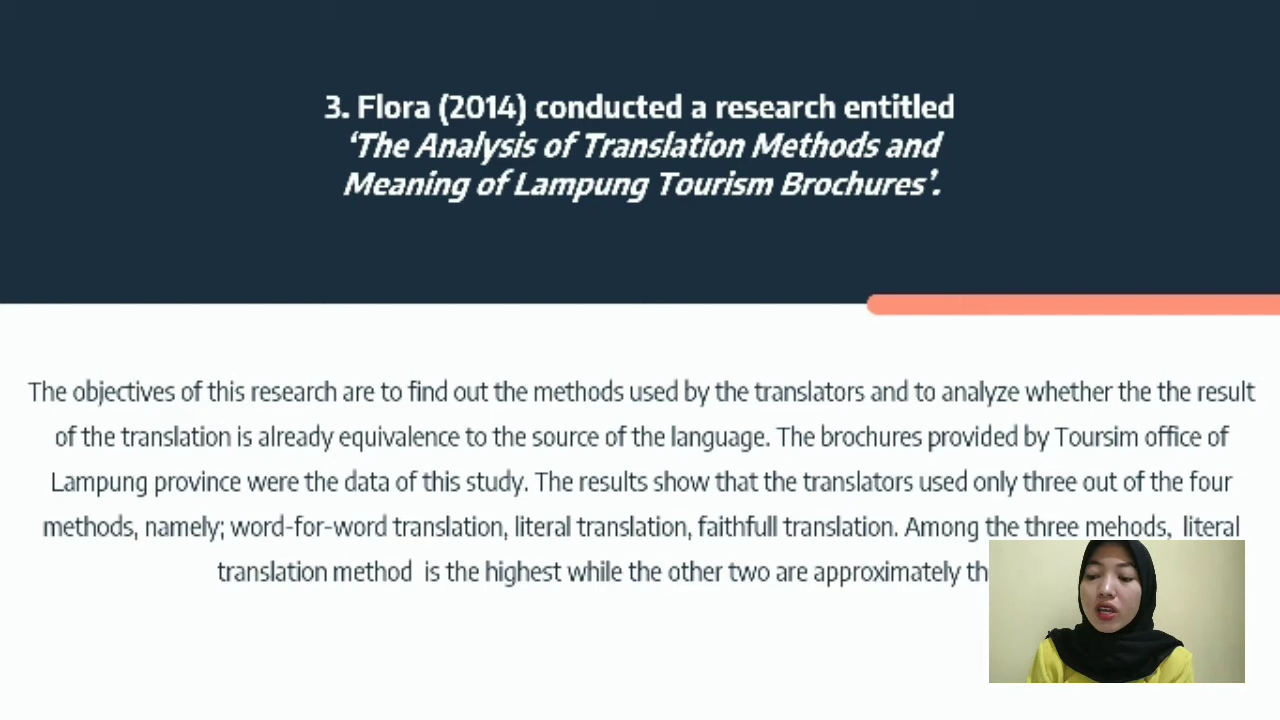 3. Flora (2014) conducted a research entitled
‘The Analysis of Translation Methods and
Meaning of Lampung Tourism Brochures’.
The objectives of this research are to find out the methods used by the translators and to analyze whether the the result
of the translation is already equivalence to the source of the language. The brochures provided by Toursim office of
Lampung province were the data of this study. The results show that the translators used only three out of the four
methods, namely; word-for-word translation, literal translation, faithfull translation. Among the three mehods, literal
translation method is the highest while the other two are approximately